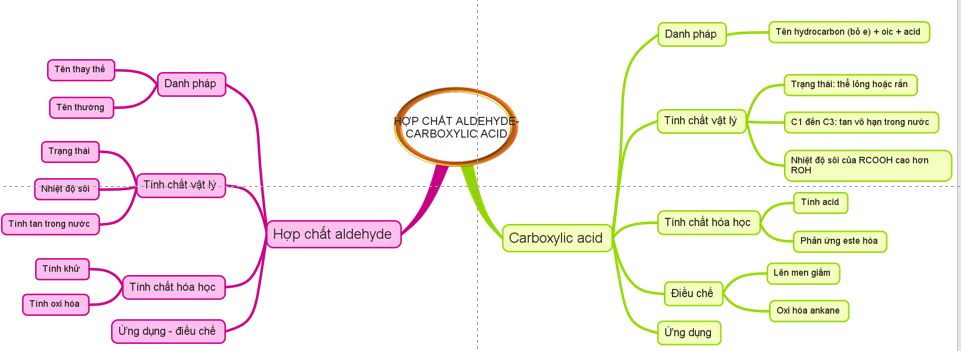 HỢP CHẤT ALDEHYDE-
CARBOXYLIC ACID
Hợp chất aldehyde
Danh pháp
Tên thay thế
Tên thường
Tính chất vật lý
Trạng thái
Nhiệt độ sôi
Tính tan trong nước
Tính chất hóa học
Tính khử
Tính oxi hóa
Ứng dụng - điều chế
Carboxylic acid
Danh pháp
Tên hydrocarbon (bỏ e) + oic + acid
Tính chất vật lý
Trạng thái: thể lỏng hoặc rắn
C1 đến C3: tan vô hạn trong nước
Nhiệt độ sôi của RCOOH cao hơn
ROH
Tính chất hóa học
Tính acid
Phản ứng este hóa
Điều chế
Lên men giấm
Oxi hóa ankane
Ứng dụng